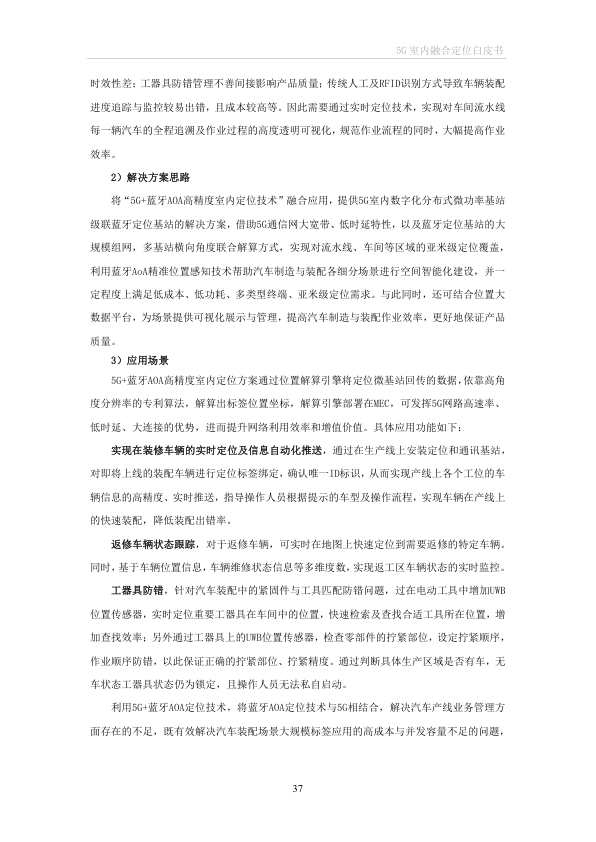 5G 室内融合定位白皮书
时效性差；工器具防错管理不善间接影响产品质量；传统人工及RFID识别方式导致车辆装配
进度追踪与监控较易出错，且成本较高等。因此需要通过实时定位技术，实现对车间流水线
每一辆汽车的全程追溯及作业过程的高度透明可视化，规范作业流程的同时，大幅提高作业
效率。
2）解决方案思路
将“5G+蓝牙AOA高精度室内定位技术”融合应用，提供5G室内数字化分布式微功率基站
级联蓝牙定位基站的解决方案，借助5G通信网大宽带、低时延特性，以及蓝牙定位基站的大
规模组网，多基站横向角度联合解算方式，实现对流水线、车间等区域的亚米级定位覆盖，
利用蓝牙AoA精准位置感知技术帮助汽车制造与装配各细分场景进行空间智能化建设，并一
定程度上满足低成本、低功耗、多类型终端、亚米级定位需求。与此同时，还可结合位置大
数据平台，为场景提供可视化展示与管理，提高汽车制造与装配作业效率，更好地保证产品
质量。
3）应用场景
5G+蓝牙AOA高精度室内定位方案通过位置解算引擎将定位微基站回传的数据，依靠高角
度分辨率的专利算法，解算出标签位置坐标，解算引擎部署在MEC，可发挥5G网路高速率、
低时延、大连接的优势，进而提升网络利用效率和增值价值。具体应用功能如下：
实现在装修车辆的实时定位及信息自动化推送，通过在生产线上安装定位和通讯基站，
对即将上线的装配车辆进行定位标签绑定，确认唯一ID标识，从而实现产线上各个工位的车
辆信息的高精度、实时推送，指导操作人员根据提示的车型及操作流程，实现车辆在产线上
的快速装配，降低装配出错率。
返修车辆状态跟踪，对于返修车辆，可实时在地图上快速定位到需要返修的特定车辆。
同时，基于车辆位置信息，车辆维修状态信息等多维度数，实现返工区车辆状态的实时监控。
工器具防错，针对汽车装配中的紧固件与工具匹配防错问题，过在电动工具中增加UWB
位置传感器，实时定位重要工器具在车间中的位置，快速检索及查找合适工具所在位置，增
加查找效率；另外通过工器具上的UWB位置传感器，检查零部件的拧紧部位，设定拧紧顺序，
作业顺序防错，以此保证正确的拧紧部位、拧紧精度。通过判断具体生产区域是否有车，无
车状态工器具状态仍为锁定，且操作人员无法私自启动。
利用5G+蓝牙AOA定位技术，将蓝牙AOA定位技术与5G相结合，解决汽车产线业务管理方
面存在的不足，既有效解决汽车装配场景大规模标签应用的高成本与并发容量不足的问题，
37